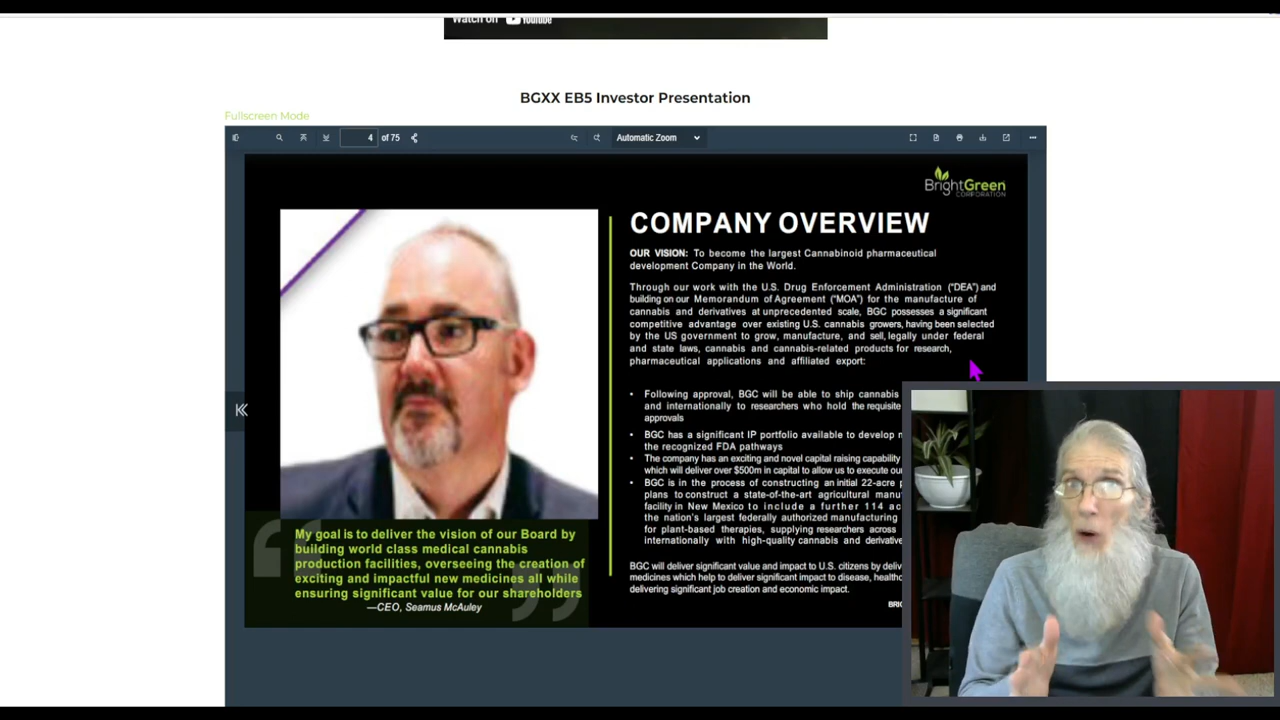 Watch on YouTube
BGXX EB5 Investor Presentation
Fullscreen Mode
4 of 75
Automatic Zoom
BrightGreen
CORPORATION
COMPANY OVERVIEW
OUR VISION: To become the largest Cannabinoid pharmaceutical
development Company in the World.
Through our work with the U.S. Drug Enforcement Administration ("DEA") and
building on our Memorandum of Agreement ("MOA") for the manufacture of
cannabis and derivatives at unprecedented scale, BGC possesses a significant
competitive advantage over existing U.S. cannabis growers, having been selected
by the US government to grow, manufacture, and sell, legally under federal
and state laws, cannabis and cannabis-related products for research,
pharmaceutical applications and affiliated export:
• Following approval, BGC will be able to ship cannabis
and internationally to researchers who hold the requisite
approvals
• BGC has a significant IP portfolio available to develop
the recognized FDA pathways
• The company has an exciting and novel capital raising capability
which will deliver over $500m in capital to allow us to execute
• BGC is in the process of constructing an initial 22-acre
plans to construct a state-of-the-art agricultural
facility in New Mexico to include a further 114
the nation's largest federally authorized manufacturing
for plant-based therapies, supplying researchers across
internationally with high-quality cannabis and
BGC will deliver significant value and impact to U.S. citizens by
medicines which help to deliver significant impact to disease,
delivering significant job creation and economic impact.
My goal is to deliver the vision of our Board by
building world class medical cannabis
production facilities, overseeing the creation of
exciting and impactful new medicines all while
ensuring significant value for our shareholders
—CEO, Seamus McAuley